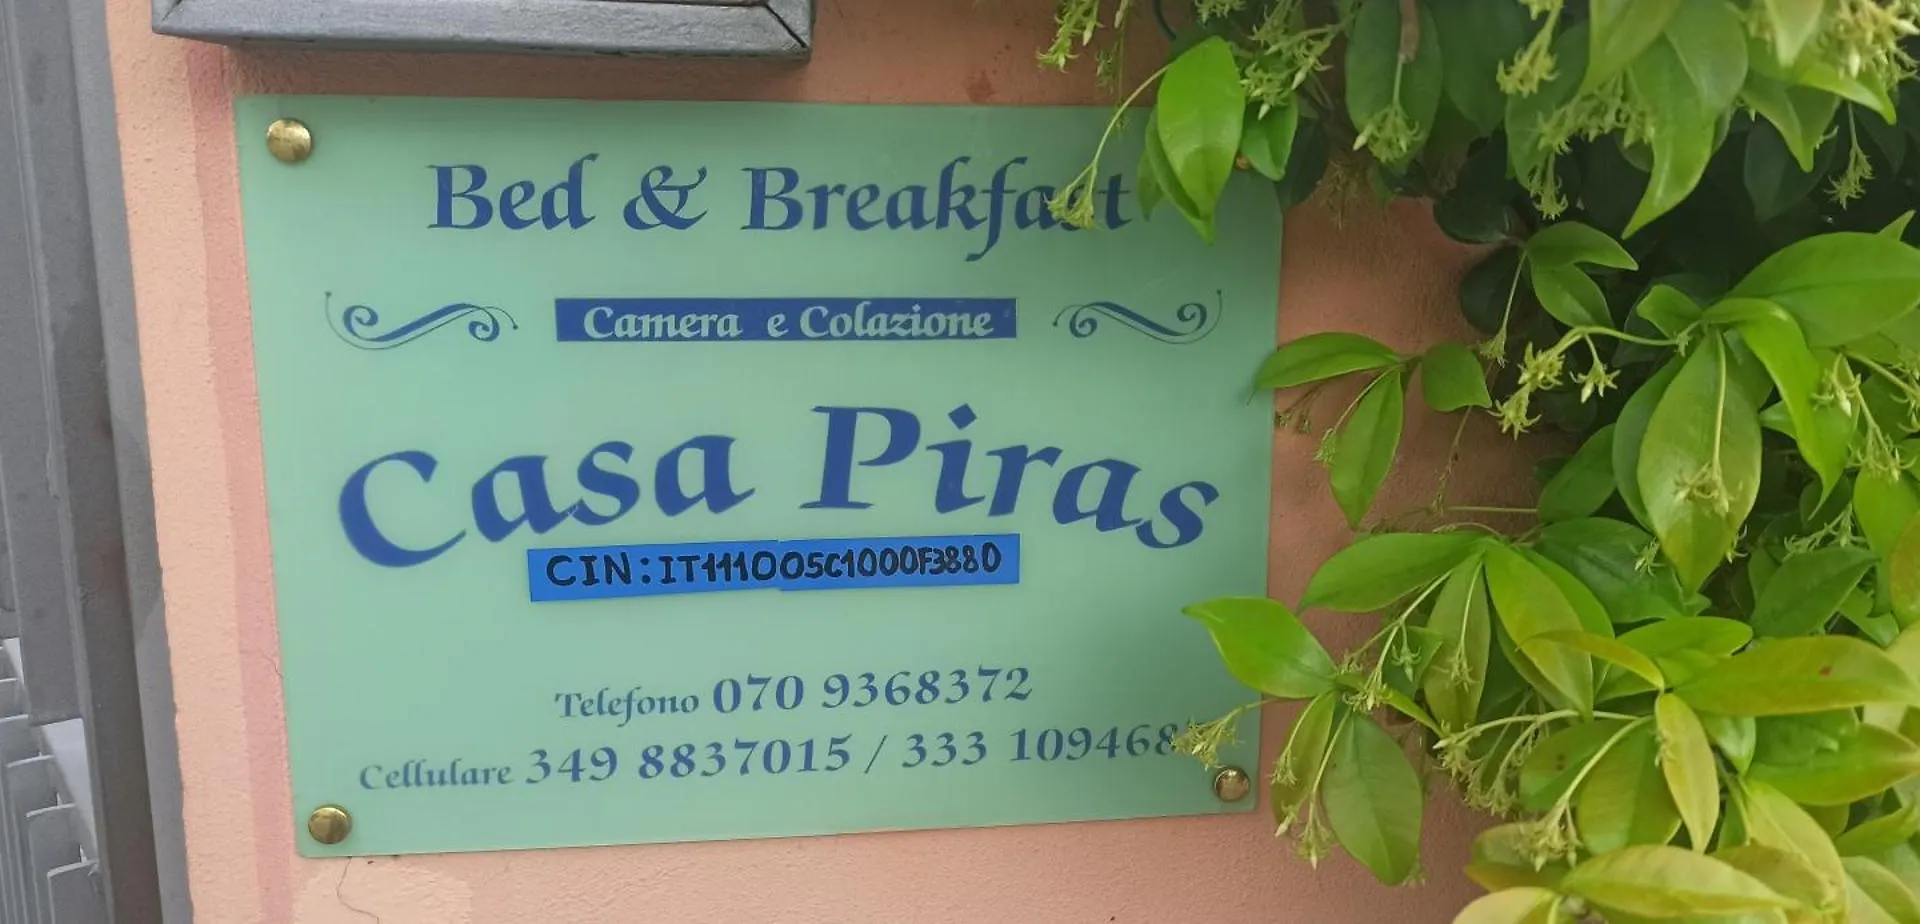 Bed & Breakfast
Camera e Colazione
Casa Piras
CIN:IT111005C1000F3880
Telefono 070 9368372
Cellulare 349 8837015 / 333